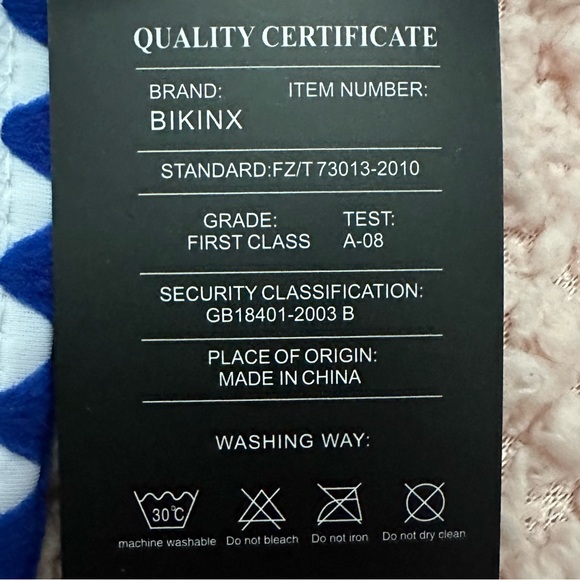 QUALITY CERTIFICATE
BRAND: ITEM NUMBER:
BIKINX
STANDARD:FZ/T 73013-2010
GRADE: TEST:
FIRST CLASS A-08
SECURITY CLASSIFICATION:
GB18401-2003 B
PLACE OF ORIGIN:
MADE IN CHINA
WASHING WAY:
30℃
machine washable Do not bleach Do not iron Do not dry clean